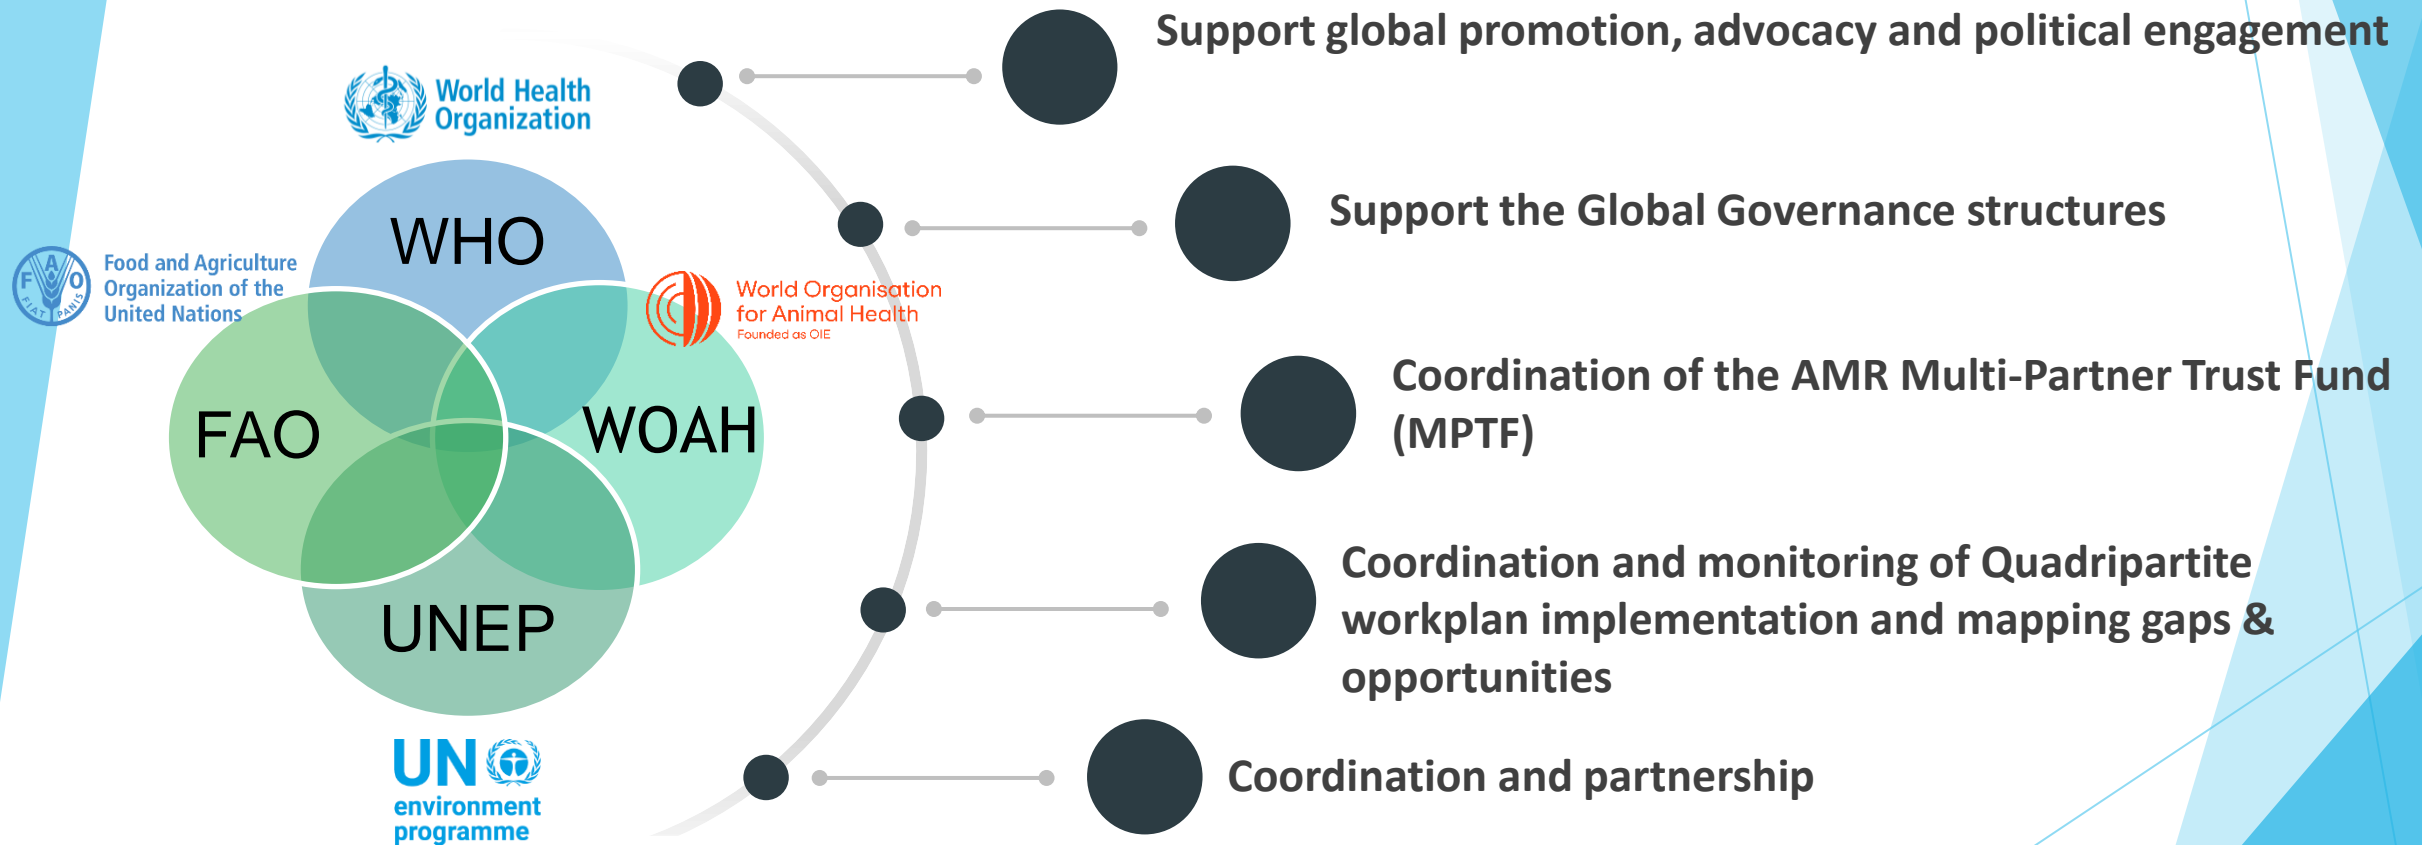 World Health
Organization
WHO
F A O
FIAT PANIS
Food and Agriculture
Organization of the
United Nations
World Organisation
for Animal Health
Founded as OIE
FAO
WOAH
UNEP
UN
environment
programme
Support global promotion, advocacy and political engagement
Support the Global Governance structures
Coordination of the AMR Multi-Partner Trust Fund
(MPTF)
Coordination and monitoring of Quadripartite
workplan implementation and mapping gaps &
opportunities
Coordination and partnership